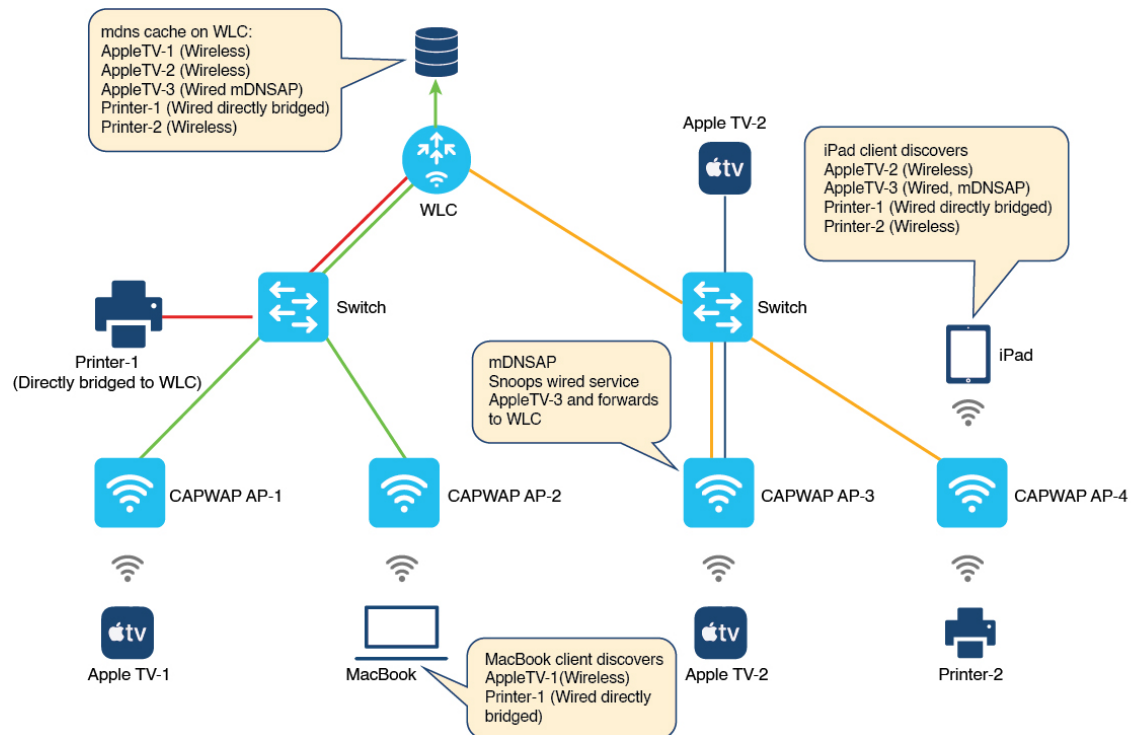 mdns cache on WLC:
AppleTV-1 (Wireless)
AppleTV-2 (Wireless)
AppleTV-3 (Wired mDNSAP)
Printer-1 (Wired directly bridged)
Printer-2 (Wireless)
WLC
Apple TV-2
tv
iPad client discovers
AppleTV-2 (Wireless)
AppleTV-3 (Wired, mDNSAP)
Printer-1 (Wired directly bridged)
Printer-2 (Wireless)
Switch
Switch
Printer-1
(Directly bridged to WLC)
mDNSAP
Snoops wired service
AppleTV-3 and forwards
to WLC
iPad
CAPWAP AP-1
CAPWAP AP-2
CAPWAP AP-3
CAPWAP AP-4
tv
Apple TV-1
MacBook
MacBook client discovers
AppleTV-1(Wireless)
Printer-1 (Wired directly
bridged)
tv
Apple TV-2
Printer-2